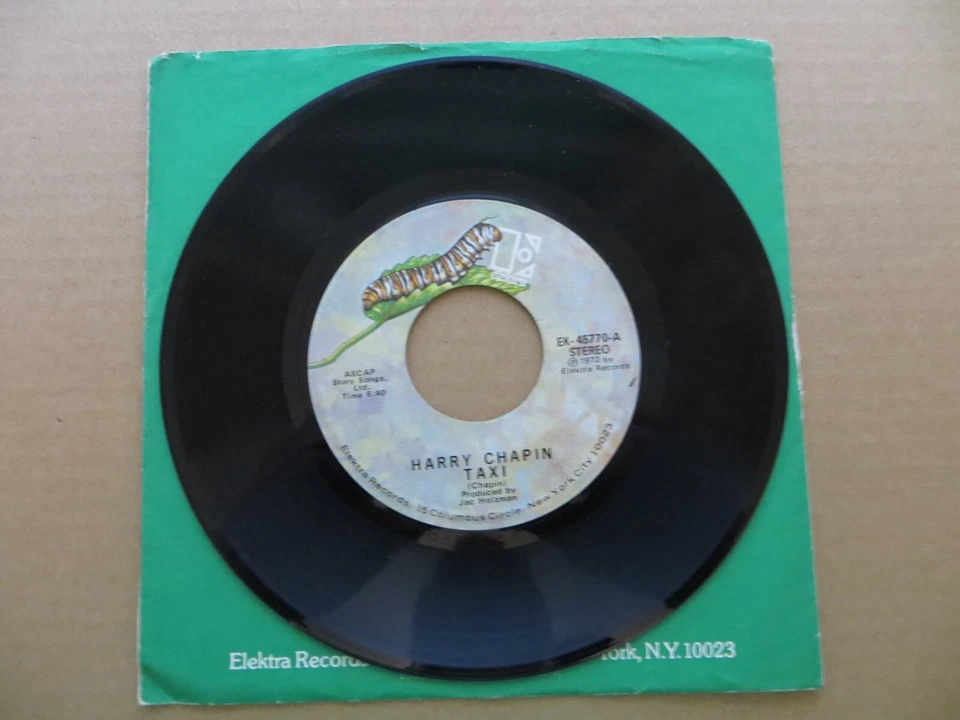 EK-45770-A
STEREO
Ⓟ 1972 by
Elektra Records
ASCAP
Story Songs,
Ltd.
Time 6:40
HARRY CHAPIN
TAXI
(Chapin)
Produced by
Jac Holzman
Elektra Records, 15 Columbus Circle, New York City 10023
Elektra Records
York, N.Y. 10023